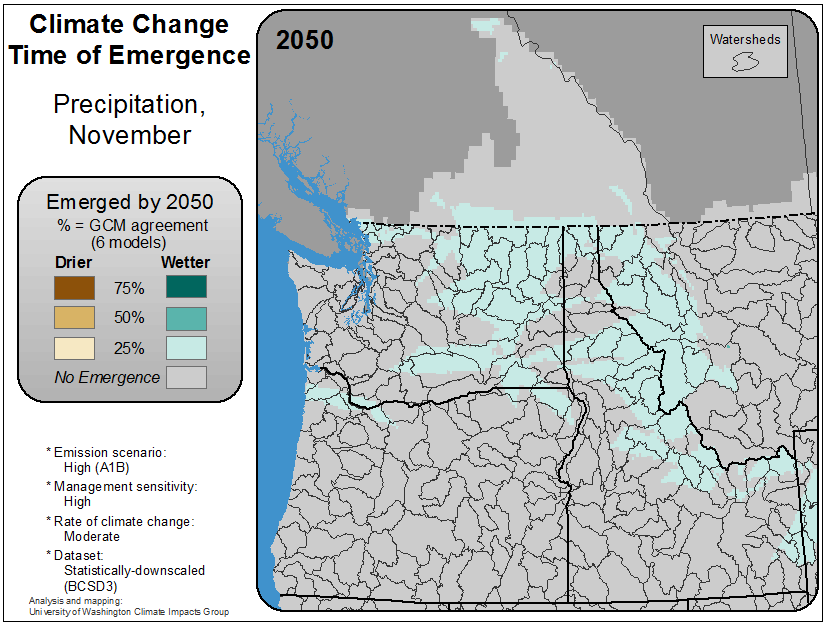 Climate Change
Time of Emergence
Precipitation,
November
Emerged by 2050
% = GCM agreement
(6 models)
Drier Wetter
75%
50%
25%
No Emergence
* Emission scenario:
High (A1B)
* Management sensitivity:
High
* Rate of climate change:
Moderate
* Dataset:
Statistically-downscaled
(BCSD3)
Analysis and mapping:
University of Washington Climate Impacts Group
2050
Watersheds